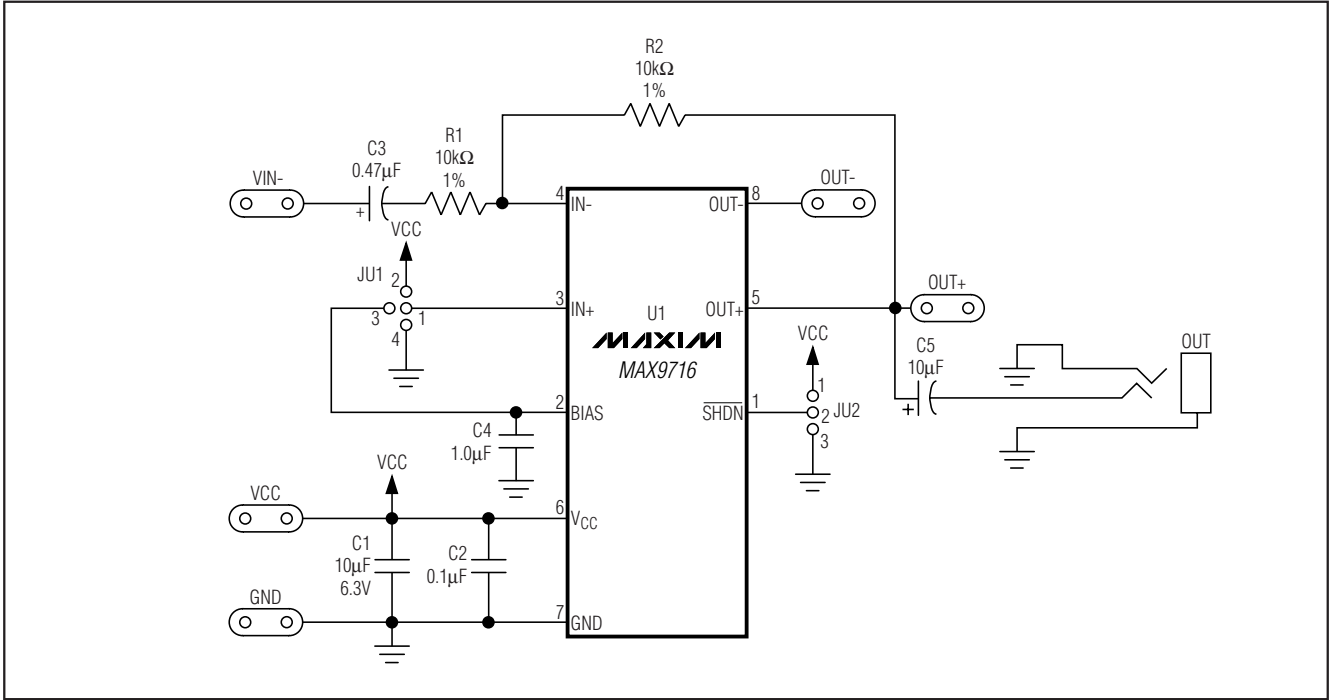 R2
10kΩ
1%
R1
10kΩ
1%
C3
0.47µF
+
VIN-
VCC
JU1
2
3
1
4
4
IN-
3
IN+
2
BIAS
6
VCC
7
GND
U1
MAXIM
MAX9716
8
OUT-
5
OUT+
1
SHDN
OUT-
OUT+
VCC
1
2
3
JU2
C5
10µF
+
OUT
C4
1.0µF
VCC
VCC
C1
10µF
6.3V
C2
0.1µF
GND